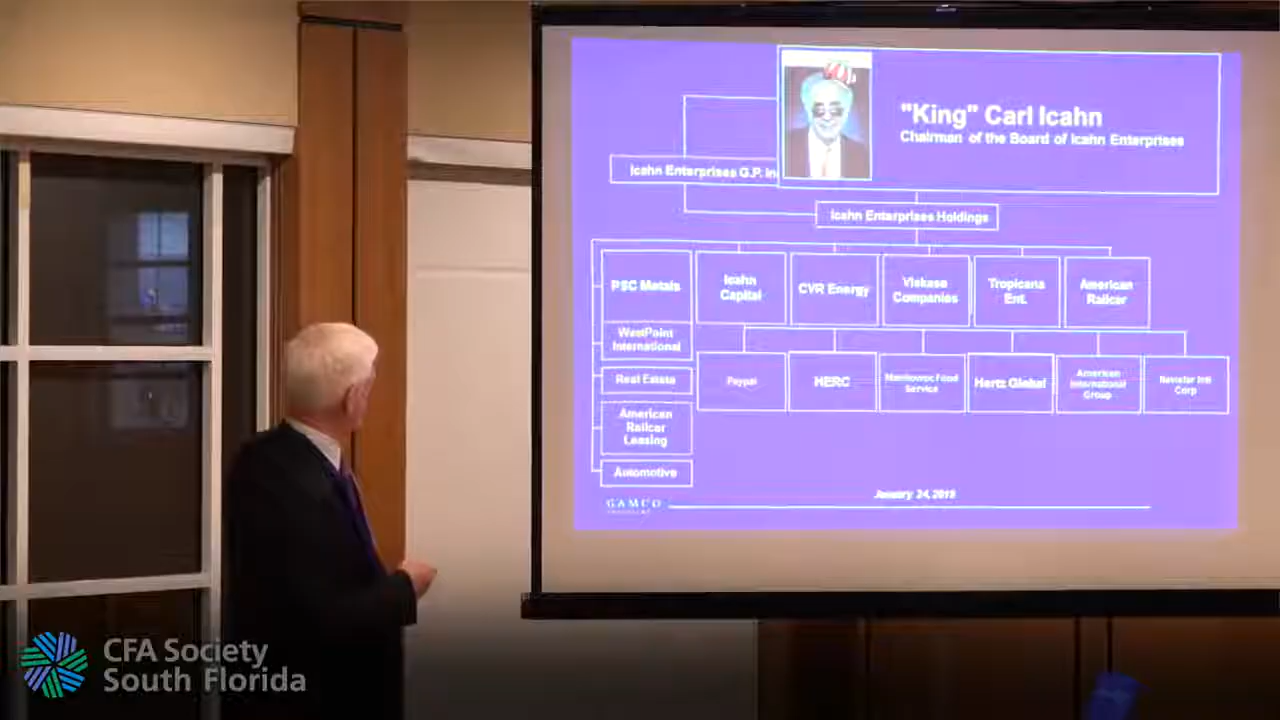 "King" Carl Icahn
Chairman of the Board of Icahn Enterprises
Icahn Enterprises G.P. In
Icahn Enterprises Holdings
PSC Metals
Icahn
Capital
CVR Energy
Viskase
Companies
Tropicana
Ent.
American
Railcar
WestPoint
International
Real Estate
American
Railcar
Leasing
Automotive
Paypal
HERC
Manitowoc Food
Service
Hertz Global
American
International
Group
Navistar Intl
Corp
GAMCO
January 24, 2018
CFA Society
South Florida